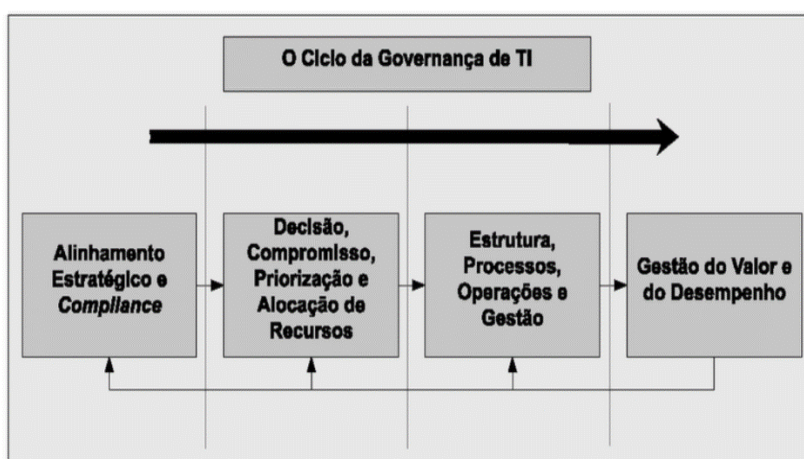 O Ciclo da Governança de TI
Alinhamento
Estratégico e
Compliance
Decisão,
Compromisso,
Priorização e
Alocação de
Recursos
Estrutura,
Processos,
Operações e
Gestão
Gestão do Valor e
do Desempenho